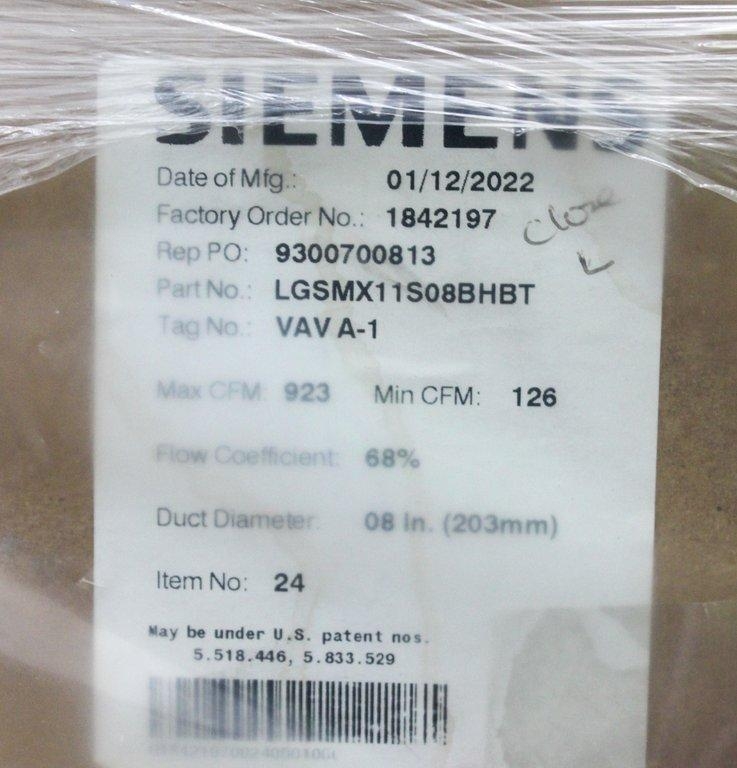 SIEMENS
Date of Mfg.: 01/12/2022
Factory Order No.: 1842197
Close
Rep PO: 9300700813
Part No.: LGSMX11S08BHBT
Tag No.: VAV A-1
Max CFM: 923 Min CFM: 126
Flow Coefficient: 68%
Duct Diameter: 08 in. (203mm)
Item No: 24
May be under U.S. patent nos.
5.518.446, 5.833.529